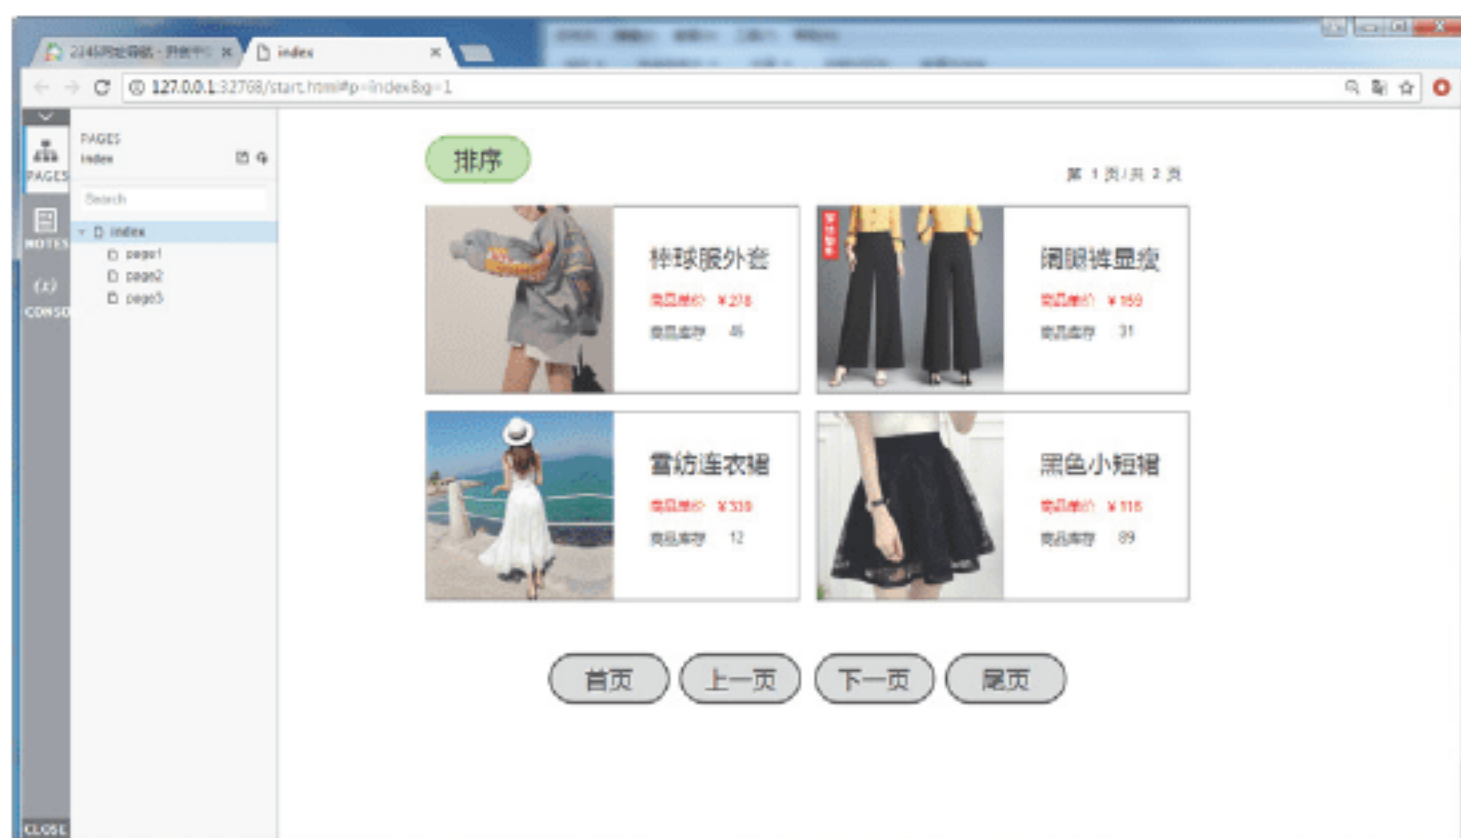 index
127.0.0.1:32768/start.html#p=index&g=1
PAGES
index
PAGES
Search
NOTES
index
page1
page2
page3
(x)
CONSO
CLOSE
排序
第 1 页/共 2 页
棒球服外套
商品单价 ￥278
商品库存
阔腿裤显瘦
商品单价 ￥159
商品库存 31
雪纺连衣裙
商品单价 ￥339
商品库存 12
黑色小短裙
商品单价 ￥118
商品库存 89
首页
上一页
下一页
尾页